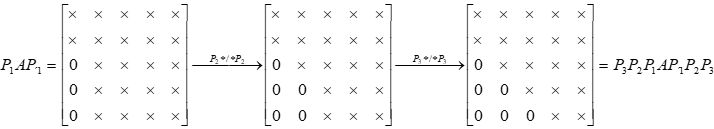 × × × × × × × × × × × × × × ×
× × × × × × × × × × × × × × ×
P₁AP₁ = 0 × × × × P₂*/*P₂ → 0 × × × × P₃*/*P₃ → 0 × × × × = P₃P₂P₁AP₁P₂P₃
0 × × × × 0 0 × × × 0 0 × × ×
0 × × × × 0 0 × × × 0 0 0 × ×